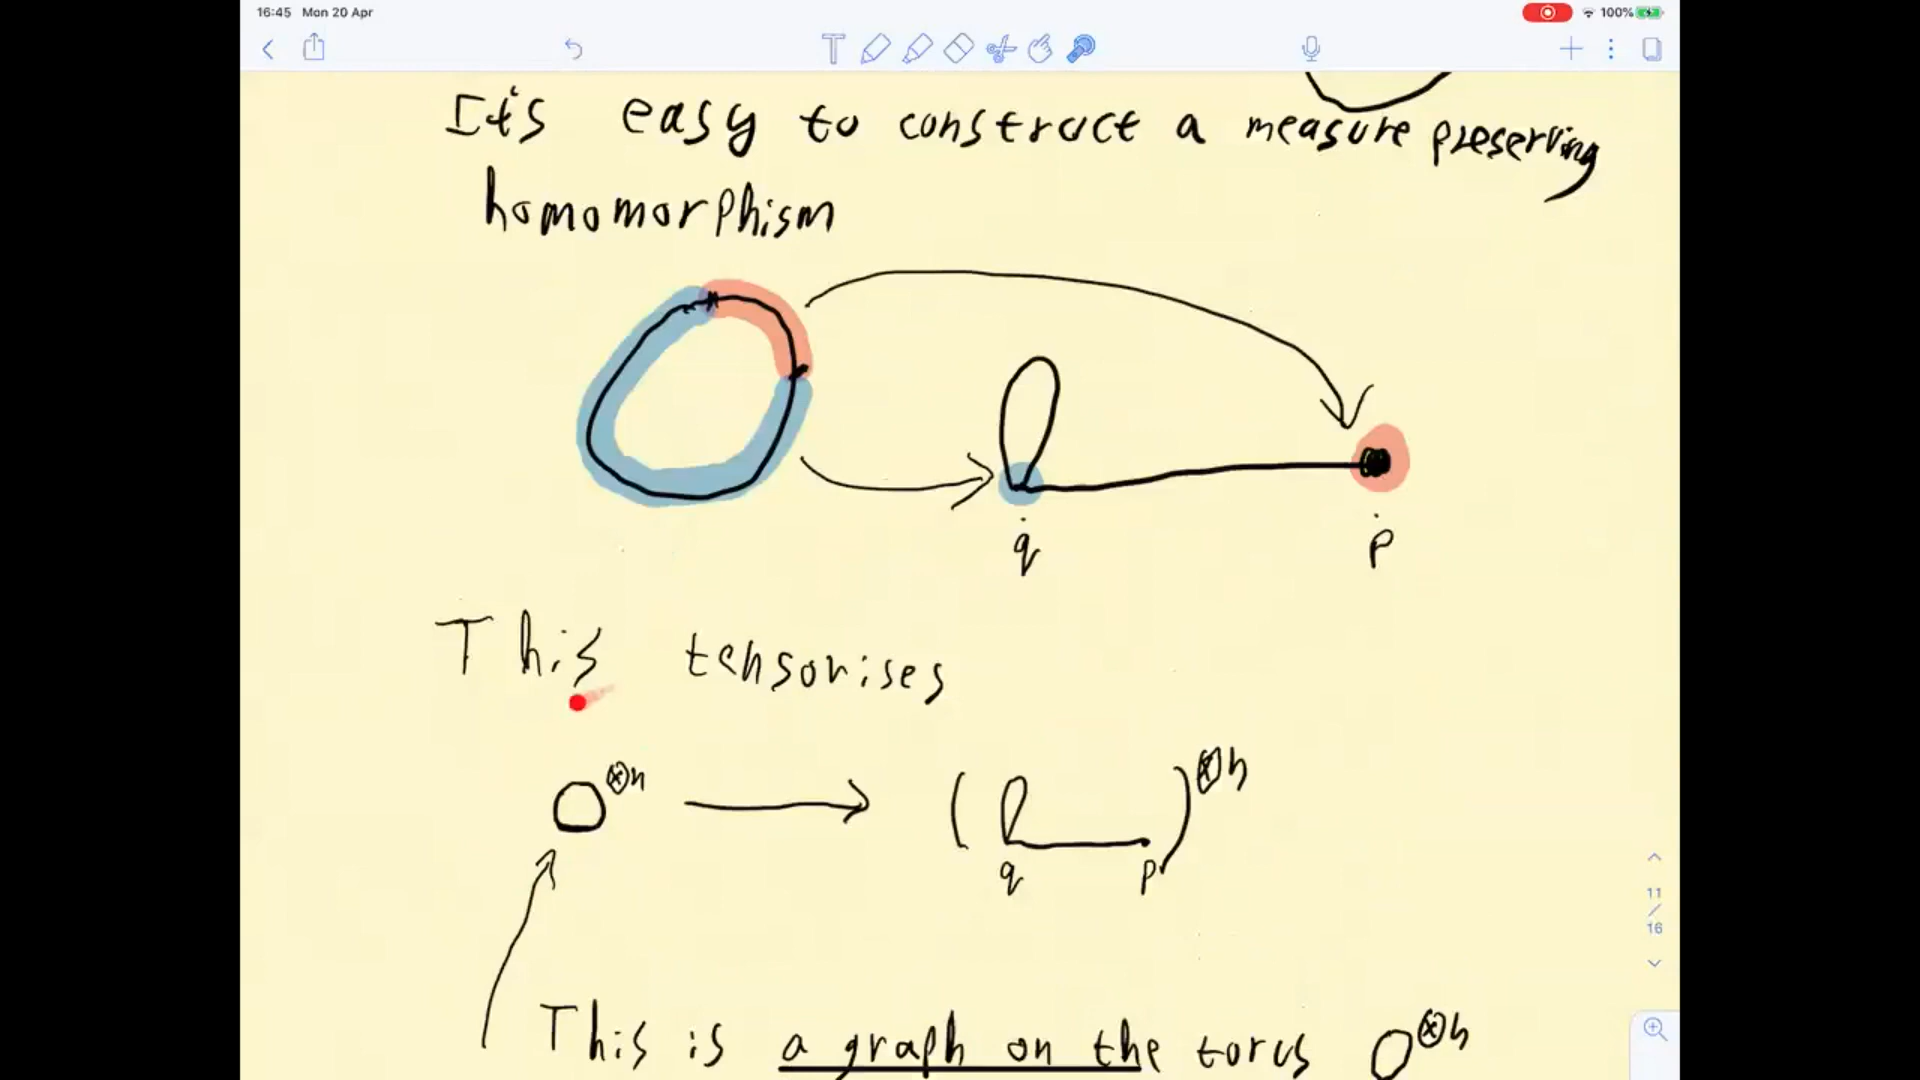 16:45 Mon 20 Apr
100%
It's easy to construct a measure preserving
homomorphism
q p
This tensorises
O⊗n → ( q p )⊗n
11
/
16
This is a graph on the torus O⊗n